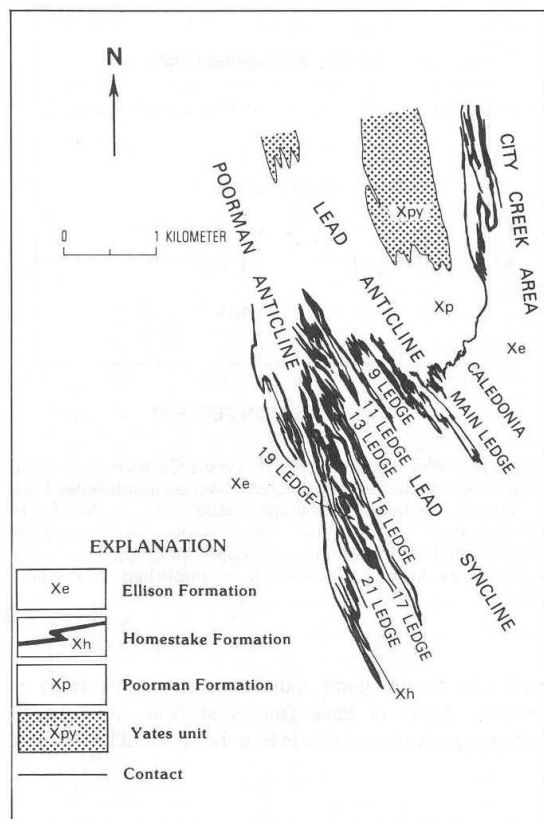 N
0 1 KILOMETER
POORMAN ANTICLINE
LEAD ANTICLINE
Xpy
CITY CREEK AREA
Xp
Xe
CALEDONIA
MAIN LEDGE
9 LEDGE
11 LEDGE
13 LEDGE
LEAD SYNCLINE
15 LEDGE
17 LEDGE
19 LEDGE
21 LEDGE
Xe
Xh
EXPLANATION
Xe Ellison Formation
Xh Homestake Formation
Xp Poorman Formation
Xpy Yates unit
Contact